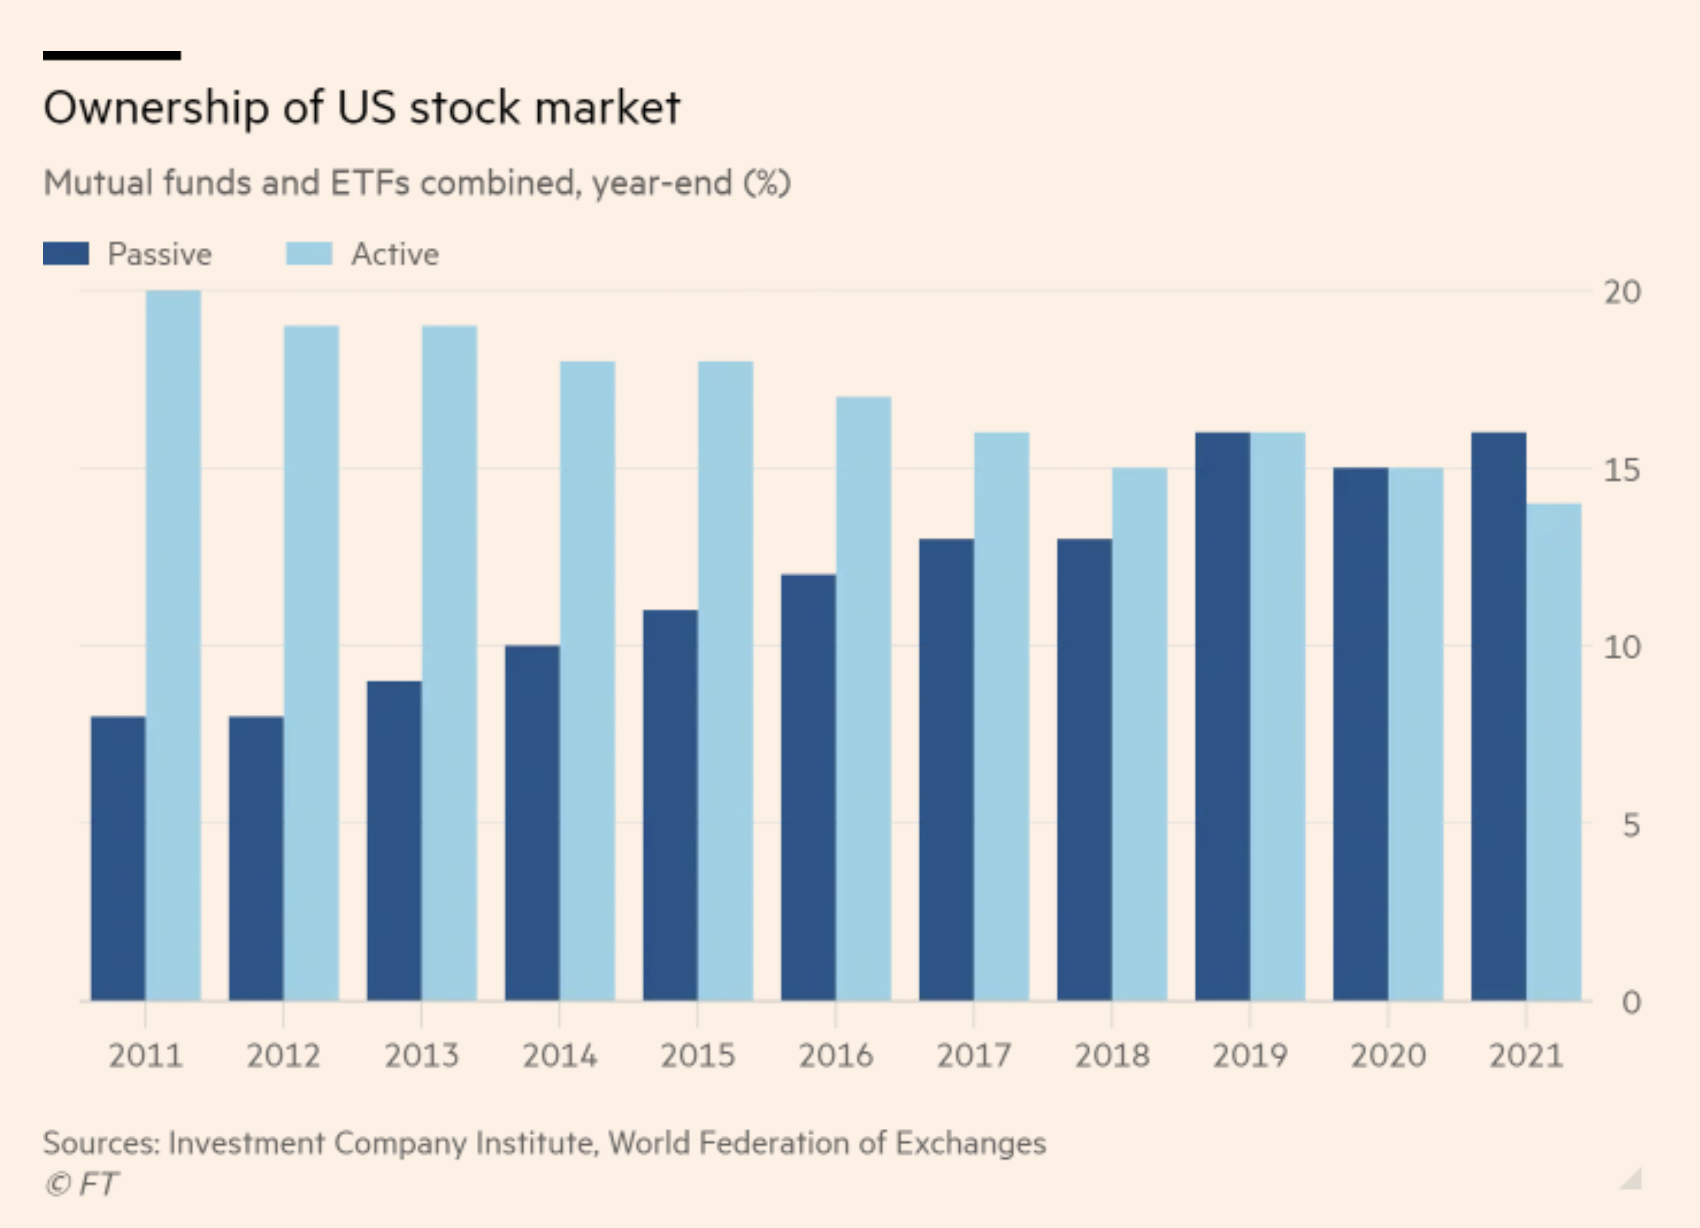 Ownership of US stock market
Mutual funds and ETFs combined, year-end (%)
Passive Active
20
15
10
5
0
2011 2012 2013 2014 2015 2016 2017 2018 2019 2020 2021
Sources: Investment Company Institute, World Federation of Exchanges
© FT